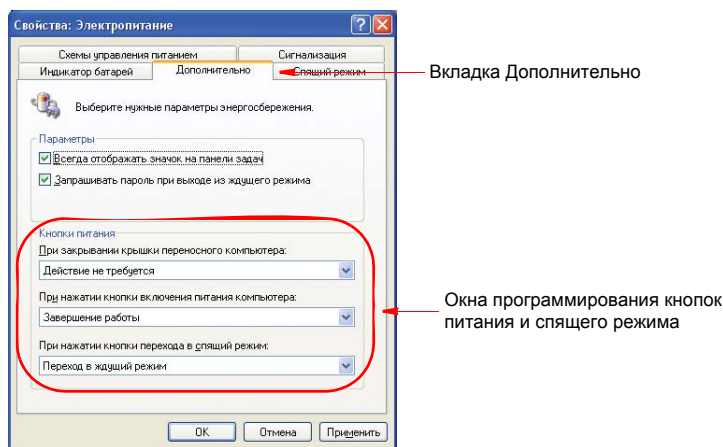 Свойства: Электропитание
Схемы управления питанием
Сигнализация
Индикатор батарей
Дополнительно
Спящий режим
Вкладка Дополнительно
Выберите нужные параметры энергосбережения.
Параметры
Всегда отображать значок на панели задач
Запрашивать пароль при выходе из ждущего режима
Кнопки питания
При закрывании крышки переносного компьютера:
Действие не требуется
При нажатии кнопки включения питания компьютера:
Завершение работы
При нажатии кнопки перехода в спящий режим:
Переход в ждущий режим
Окна программирования кнопок
питания и спящего режима
OK
Отмена
Применить